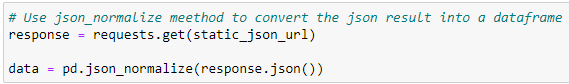 # Use json_normalize meethod to convert the json result into a dataframe
response = requests.get(static_json_url)
data = pd.json_normalize(response.json())